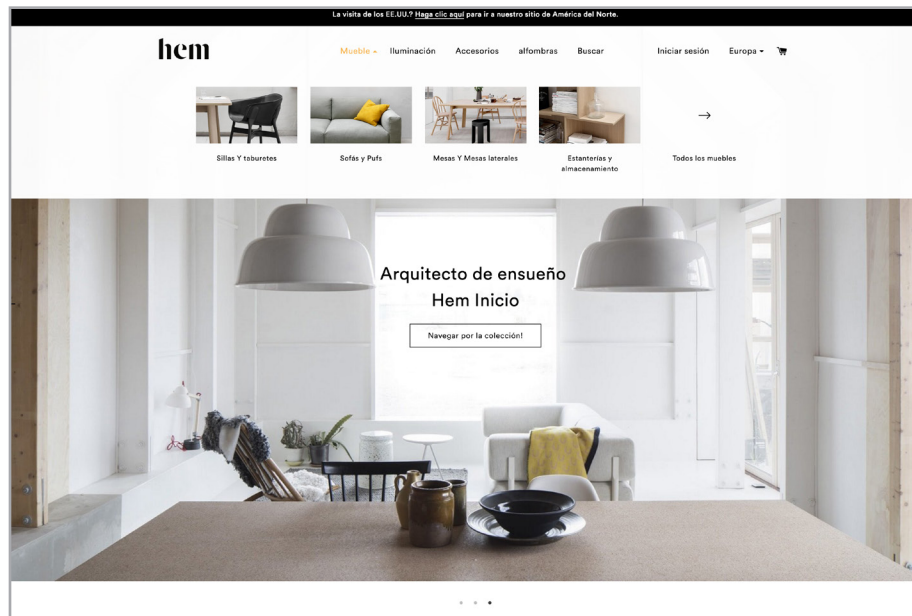 La visita de los EE.UU.? Haga clic aquí para ir a nuestro sitio de América del Norte.
hem
Mueble
Iluminación
Accesorios
alfombras
Buscar
Iniciar sesión
Europa
Sillas Y taburetes
Sofás y Pufs
Mesas Y Mesas laterales
Estanterías y
almacenamiento
Todos los muebles
Arquitecto de ensueño
Hem Inicio
Navegar por la colección!